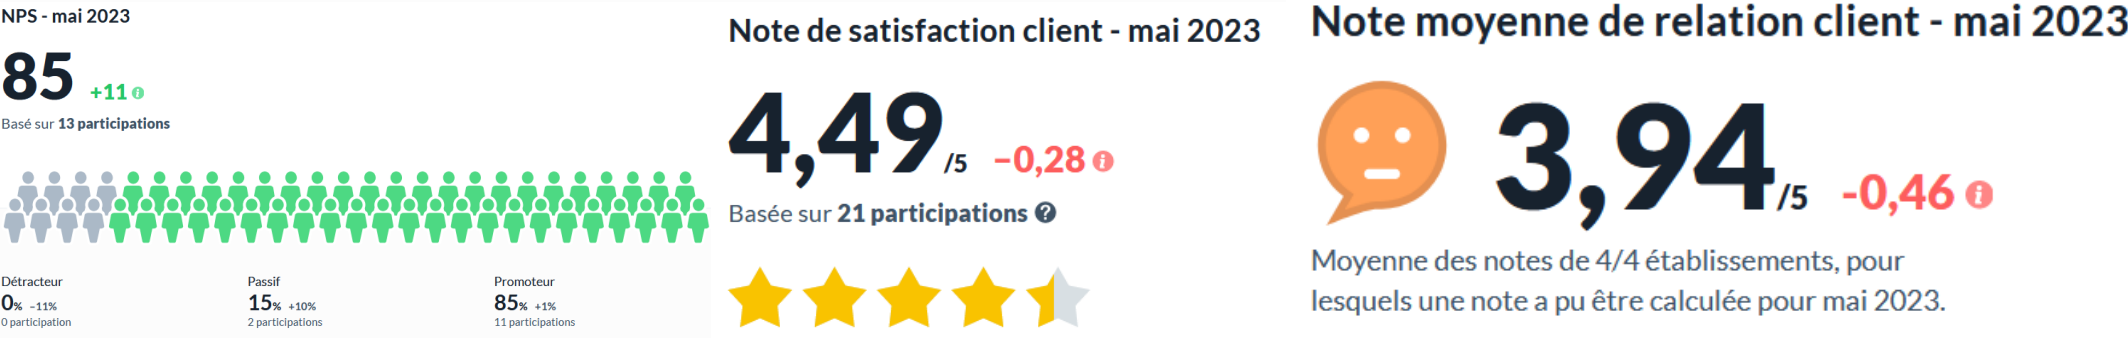 NPS - mai 2023
85 +11
Basé sur 13 participations
Détracteur
0% -11%
0 participation
Passif
15% +10%
2 participations
Promoteur
85% +1%
11 participations
Note de satisfaction client - mai 2023
4,49/5 -0,28
Basée sur 21 participations
Note moyenne de relation client - mai 2023
3,94/5 -0,46
Moyenne des notes de 4/4 établissements, pour
lesquels une note a pu être calculée pour mai 2023.